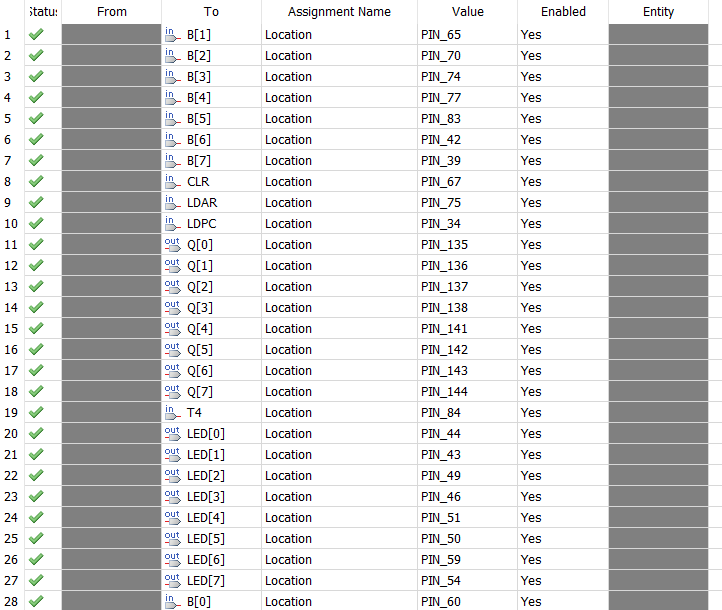 Status From To Assignment Name Value Enabled Entity
1 in B[1] Location PIN_65 Yes
2 in B[2] Location PIN_70 Yes
3 in B[3] Location PIN_74 Yes
4 in B[4] Location PIN_77 Yes
5 in B[5] Location PIN_83 Yes
6 in B[6] Location PIN_42 Yes
7 in B[7] Location PIN_39 Yes
8 in CLR Location PIN_67 Yes
9 in LDAR Location PIN_75 Yes
10 in LDPC Location PIN_34 Yes
11 out Q[0] Location PIN_135 Yes
12 out Q[1] Location PIN_136 Yes
13 out Q[2] Location PIN_137 Yes
14 out Q[3] Location PIN_138 Yes
15 out Q[4] Location PIN_141 Yes
16 out Q[5] Location PIN_142 Yes
17 out Q[6] Location PIN_143 Yes
18 out Q[7] Location PIN_144 Yes
19 in T4 Location PIN_84 Yes
20 out LED[0] Location PIN_44 Yes
21 out LED[1] Location PIN_43 Yes
22 out LED[2] Location PIN_49 Yes
23 out LED[3] Location PIN_46 Yes
24 out LED[4] Location PIN_51 Yes
25 out LED[5] Location PIN_50 Yes
26 out LED[6] Location PIN_59 Yes
27 out LED[7] Location PIN_54 Yes
28 in B[0] Location PIN_60 Yes